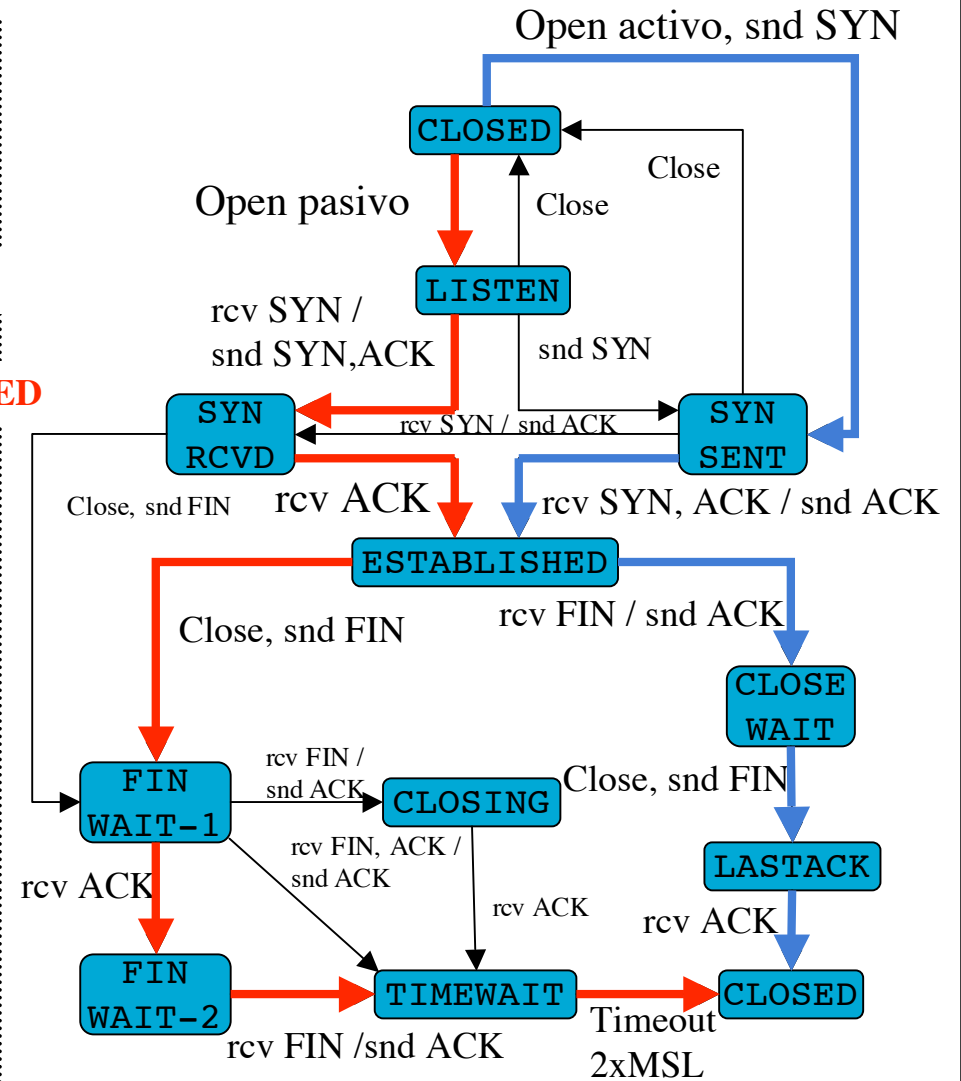 Open activo, snd SYN
CLOSED
Close
Open pasivo
Close
LISTEN
rcv SYN /
snd SYN,ACK
snd SYN
ED
SYN
RCVD
rcv SYN / snd ACK
SYN
SENT
Close, snd FIN
rcv ACK
rcv SYN, ACK / snd ACK
ESTABLISHED
Close, snd FIN
rcv FIN / snd ACK
CLOSE
WAIT
FIN
WAIT-1
rcv FIN /
snd ACK
CLOSING
Close, snd FIN
rcv FIN, ACK /
snd ACK
LASTACK
rcv ACK
rcv ACK
rcv ACK
FIN
WAIT-2
TIMEWAIT
CLOSED
rcv FIN /snd ACK
Timeout
2xMSL